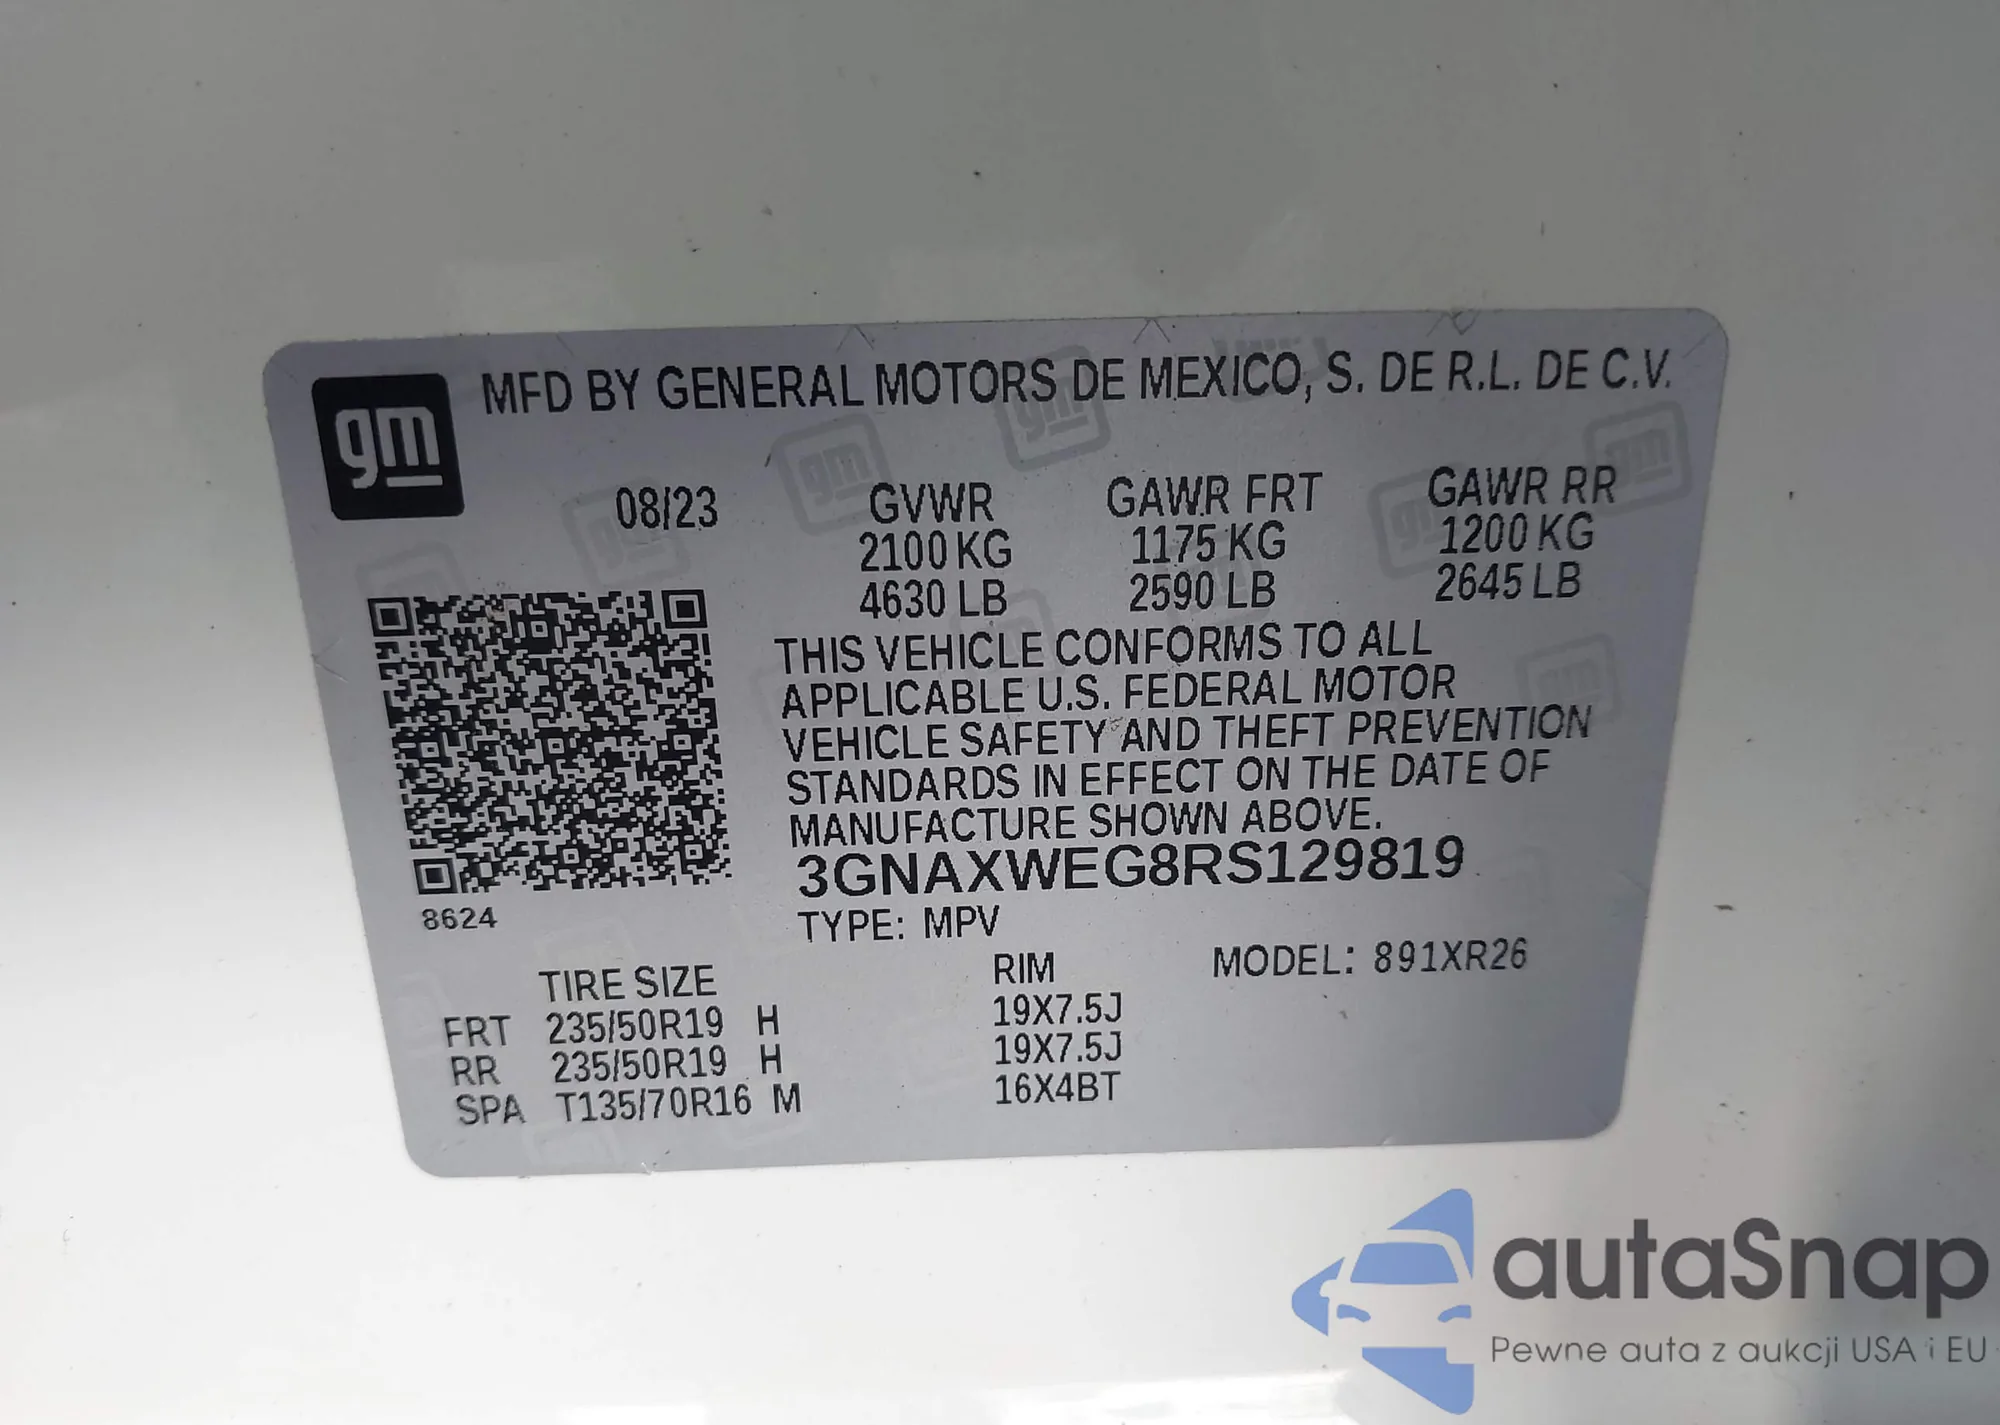 gm
MFD BY GENERAL MOTORS DE MEXICO, S. DE R.L. DE C.V.
08/23 GVWR GAWR FRT GAWR RR
2100 KG 1175 KG 1200 KG
4630 LB 2590 LB 2645 LB
THIS VEHICLE CONFORMS TO ALL
APPLICABLE U.S. FEDERAL MOTOR
VEHICLE SAFETY AND THEFT PREVENTION
STANDARDS IN EFFECT ON THE DATE OF
MANUFACTURE SHOWN ABOVE.
3GNAXWEG8RS129819
8624
TYPE: MPV
MODEL: 891XR26
TIRE SIZE RIM
FRT 235/50R19 H 19X7.5J
RR 235/50R19 H 19X7.5J
SPA T135/70R16 M 16X4BT
autaSnap
Pewne auta z aukcji USA i EU